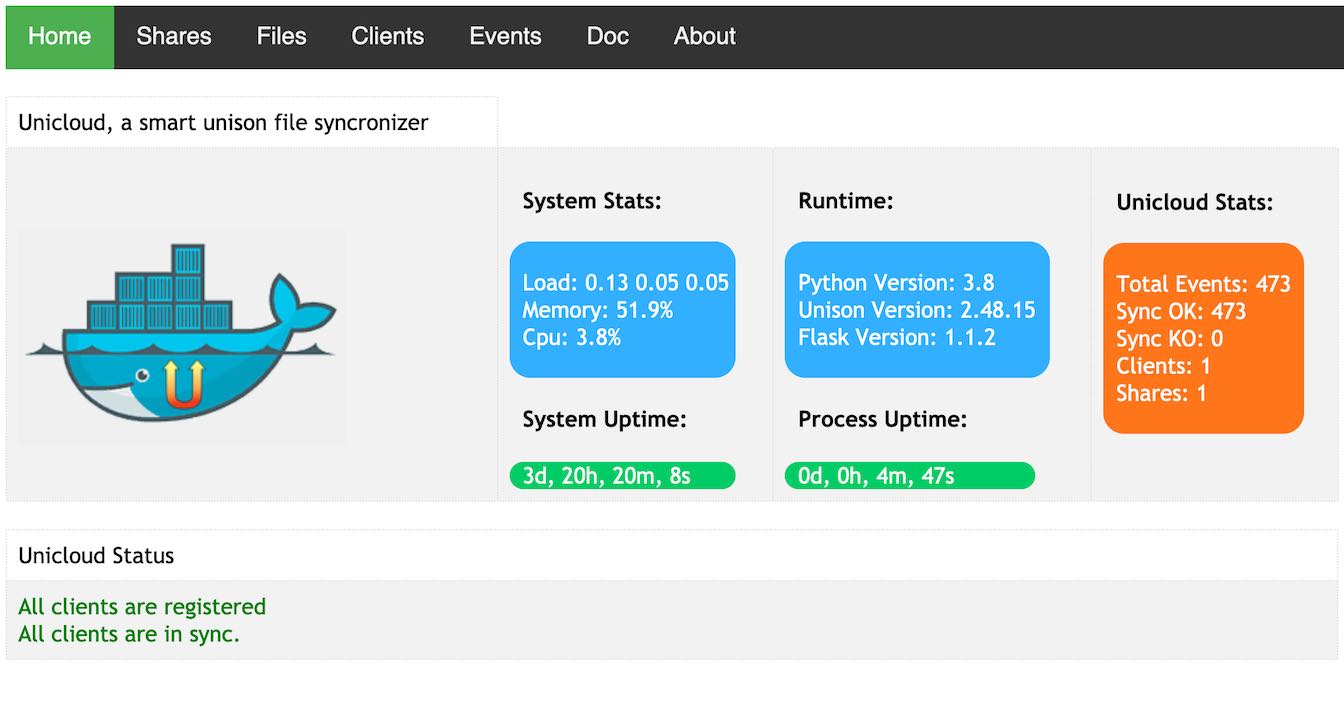 Home Shares Files Clients Events Doc About
Unicloud, a smart unison file syncronizer
System Stats:
Load: 0.13 0.05 0.05
Memory: 51.9%
Cpu: 3.8%
System Uptime:
3d, 20h, 20m, 8s
Runtime:
Python Version: 3.8
Unison Version: 2.48.15
Flask Version: 1.1.2
Process Uptime:
0d, 0h, 4m, 47s
Unicloud Stats:
Total Events: 473
Sync OK: 473
Sync KO: 0
Clients: 1
Shares: 1
Unicloud Status
All clients are registered
All clients are in sync.